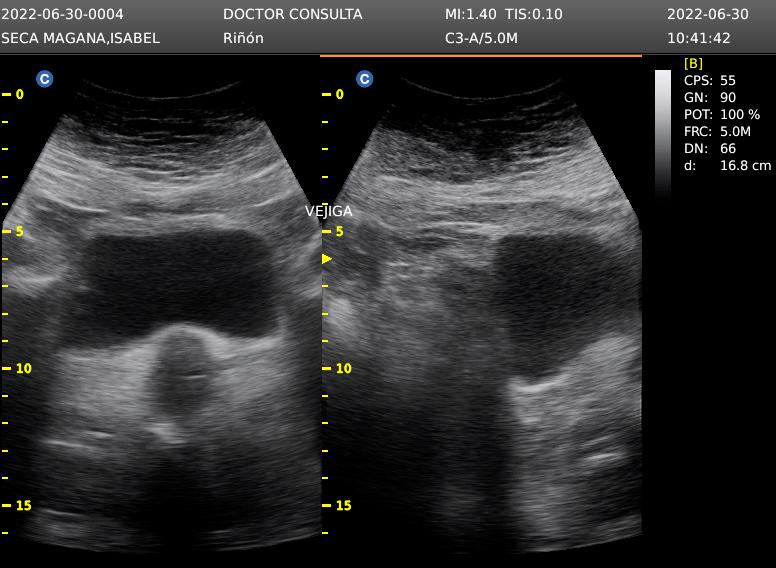 2022-06-30-0004 DOCTOR CONSULTA MI:1.40 TIS:0.10 2022-06-30
SECA MAGANA,ISABEL Riñón C3-A/5.0M 10:41:42
C C
[B]
CPS: 55
GN: 90
POT: 100 %
FRC: 5.0M
DN: 66
d: 16.8 cm
0 0
VEJIGA
5 5
10 10
15 15